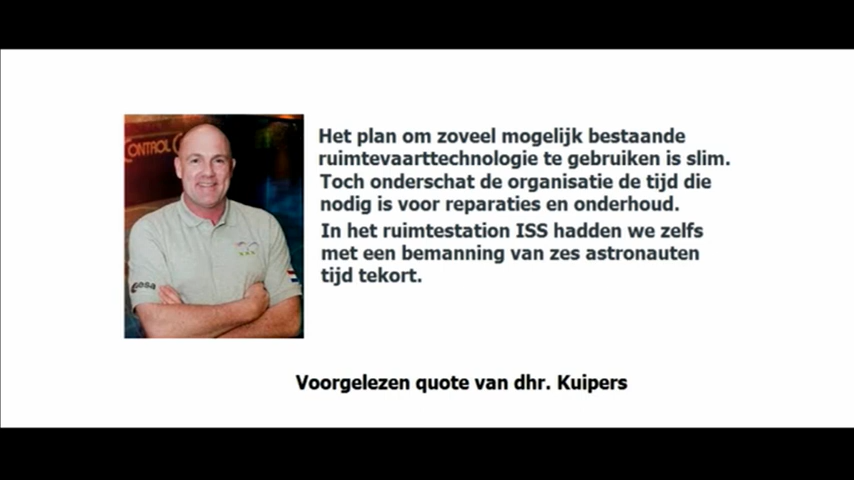 CONTROL C
esa
Het plan om zoveel mogelijk bestaande
ruimtevaarttechnologie te gebruiken is slim.
Toch onderschat de organisatie de tijd die
nodig is voor reparaties en onderhoud.
In het ruimtestation ISS hadden we zelfs
met een bemanning van zes astronauten
tijd tekort.
Voorgelezen quote van dhr. Kuipers